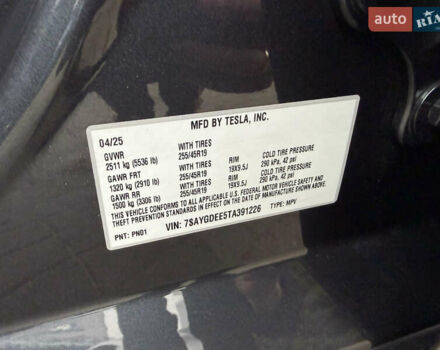 auto RIA
MFD BY TESLA, INC.
04/25
GVWR WITH TIRES
2511 kg (5536 lb) 255/45R19 RIM COLD TIRE PRESSURE
GAWR FRT WITH TIRES 19X9.5J 290 kPa, 42 psi
1320 kg (2910 lb) 255/45R19 RIM COLD TIRE PRESSURE
GAWR RR WITH TIRES 19X9.5J 290 kPa, 42 psi
1500 kg (3306 lb) 255/45R19
THIS VEHICLE CONFORMS TO ALL APPLICABLE U.S. FEDERAL MOTOR VEHICLE SAFETY AND
THEFT PREVENTION STANDARDS IN EFFECT ON THE DATE OF MANUFACTURE SHOWN ABOVE.
PNT: PN01 VIN: 7SAYGDEE5TA391226 TYPE: MPV